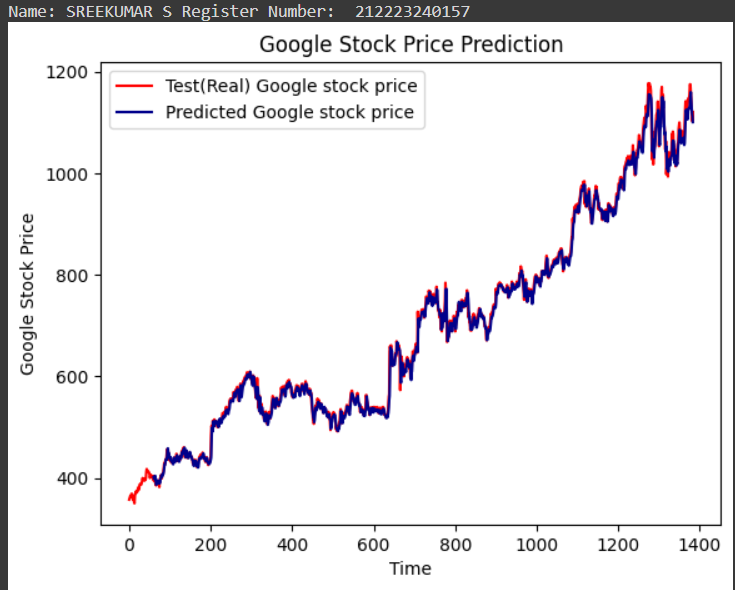 Name: SREEKUMAR S Register Number:  212223240157
Google Stock Price Prediction
Test(Real) Google stock price
Predicted Google stock price
Google Stock Price
1200
1000
800
600
400
0 200 400 600 800 1000 1200 1400
Time